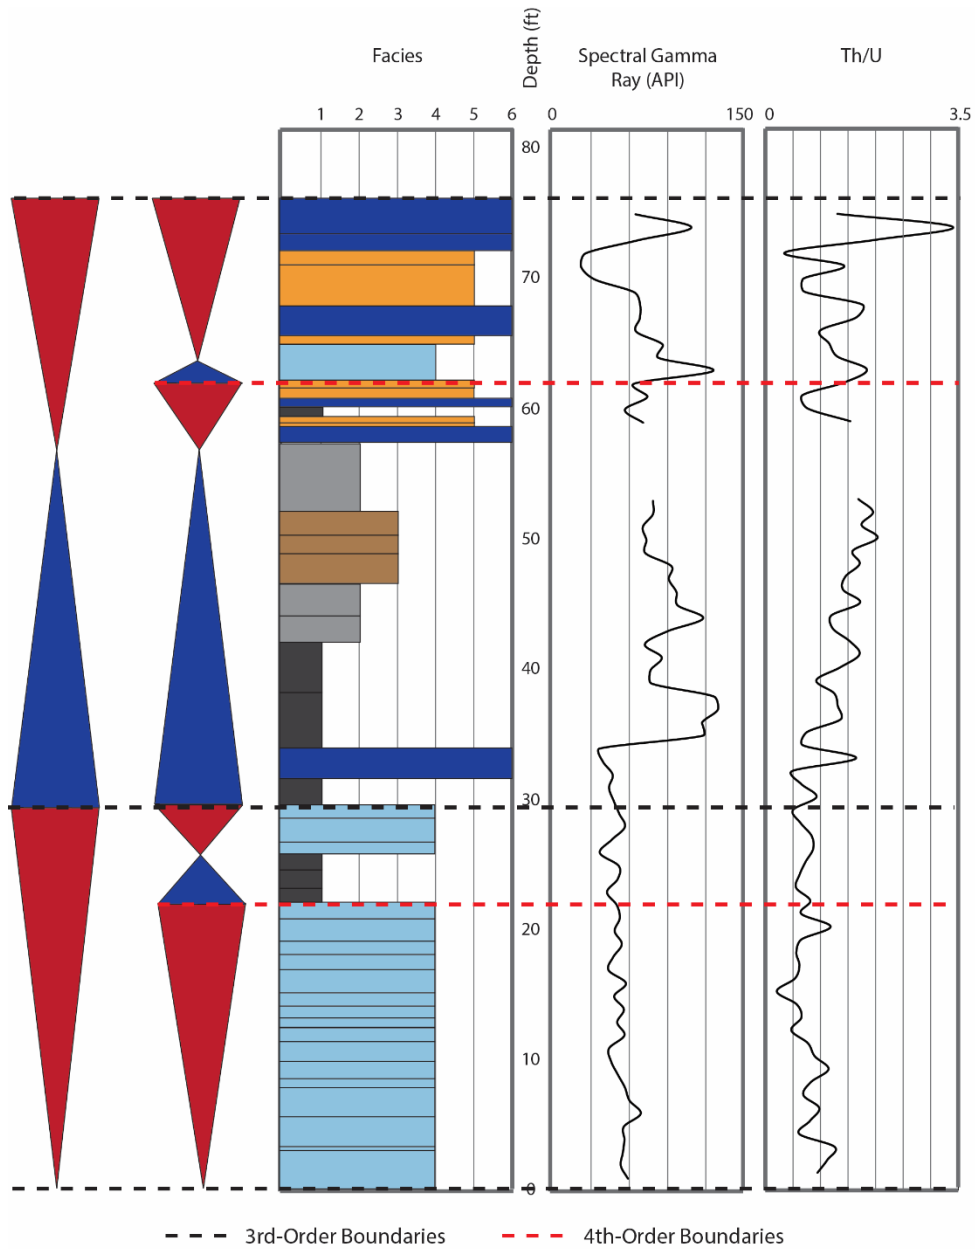 Facies
Depth (ft)
Spectral Gamma
Ray (API)
Th/U
1 2 3 4 5 6
0 150
0 3.5
80
70
60
50
40
30
20
10
0
3rd-Order Boundaries
4th-Order Boundaries